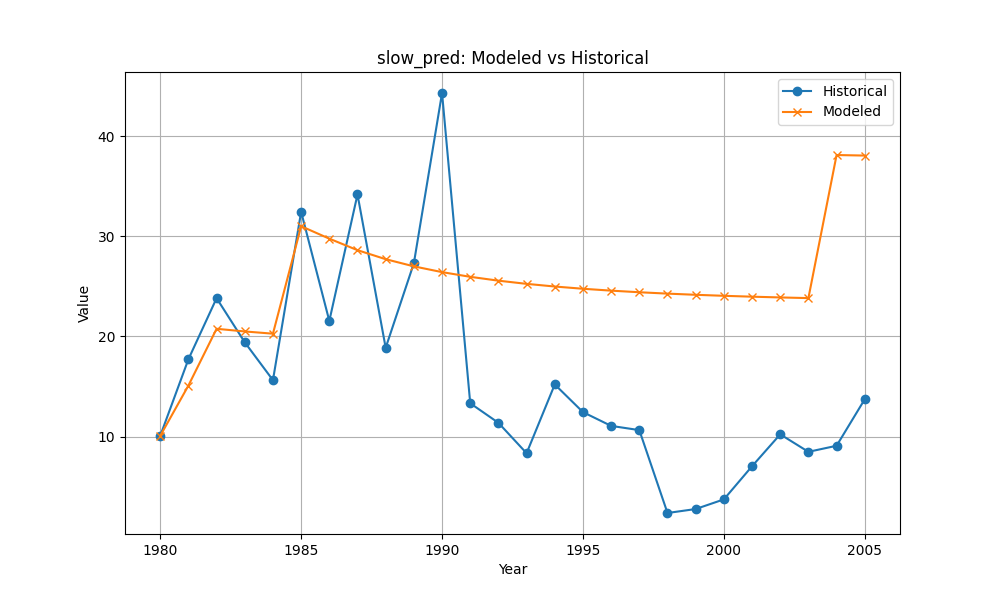 slow_pred: Modeled vs Historical
Historical
Modeled
Value
40
30
20
10
1980 1985 1990 1995 2000 2005
Year